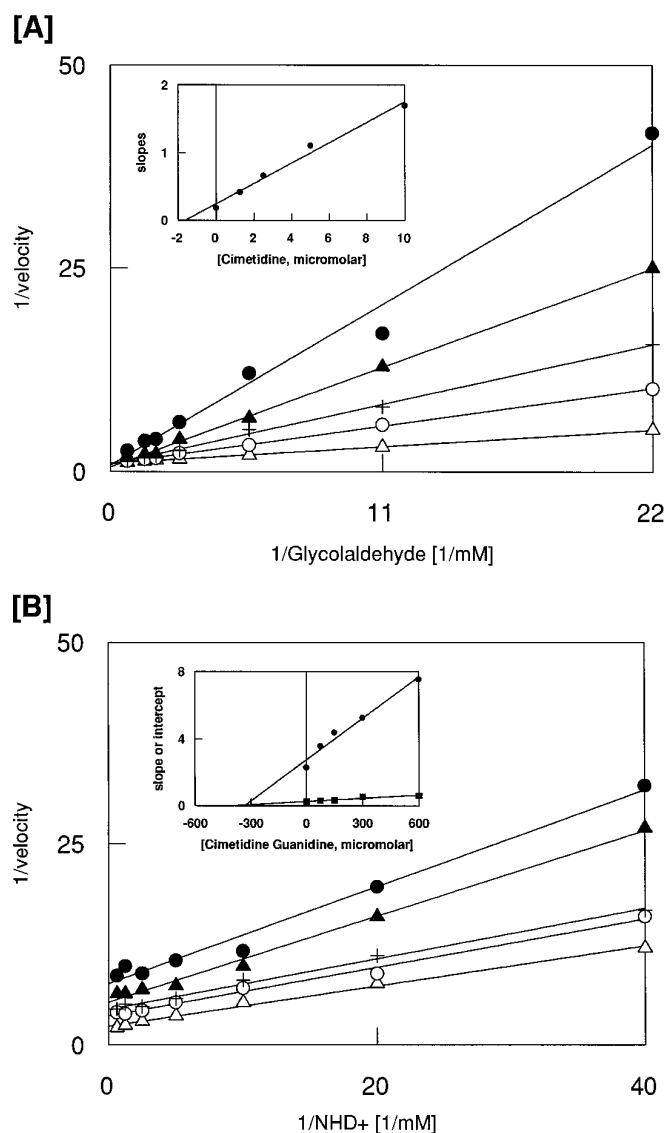 [A]
50
25
0
1/velocity
2
1
0
slopes
-2 0 2 4 6 8 10
[Cimetidine, micromolar]
0 11 22
1/Glycolaldehyde [1/mM]
[B]
50
25
0
1/velocity
8
4
0
slope or intercept
-600 -300 0 300 600
[Cimetidine Guanidine, micromolar]
0 20 40
1/NHD+ [1/mM]